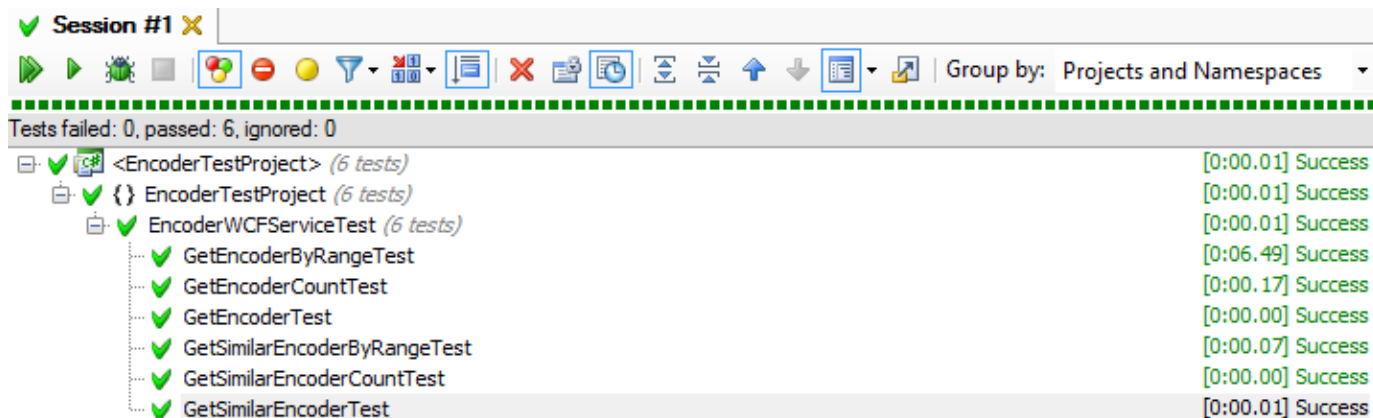 Session #1
Group by: Projects and Namespaces
Tests failed: 0, passed: 6, ignored: 0
<EncoderTestProject> (6 tests) [0:00.01] Success
{} EncoderTestProject (6 tests) [0:00.01] Success
EncoderWCFServiceTest (6 tests) [0:00.01] Success
GetEncoderByRangeTest [0:06.49] Success
GetEncoderCountTest [0:00.17] Success
GetEncoderTest [0:00.00] Success
GetSimilarEncoderByRangeTest [0:00.07] Success
GetSimilarEncoderCountTest [0:00.00] Success
GetSimilarEncoderTest [0:00.01] Success